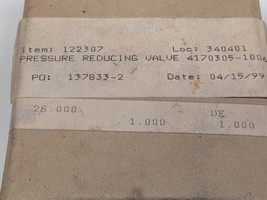 Item: 122307 Loc: 340401
PRESSURE REDUCING VALVE 4170305-1006
PO: 137833-2 Date: 04/15/99
26.000 DE
1.000 1.000